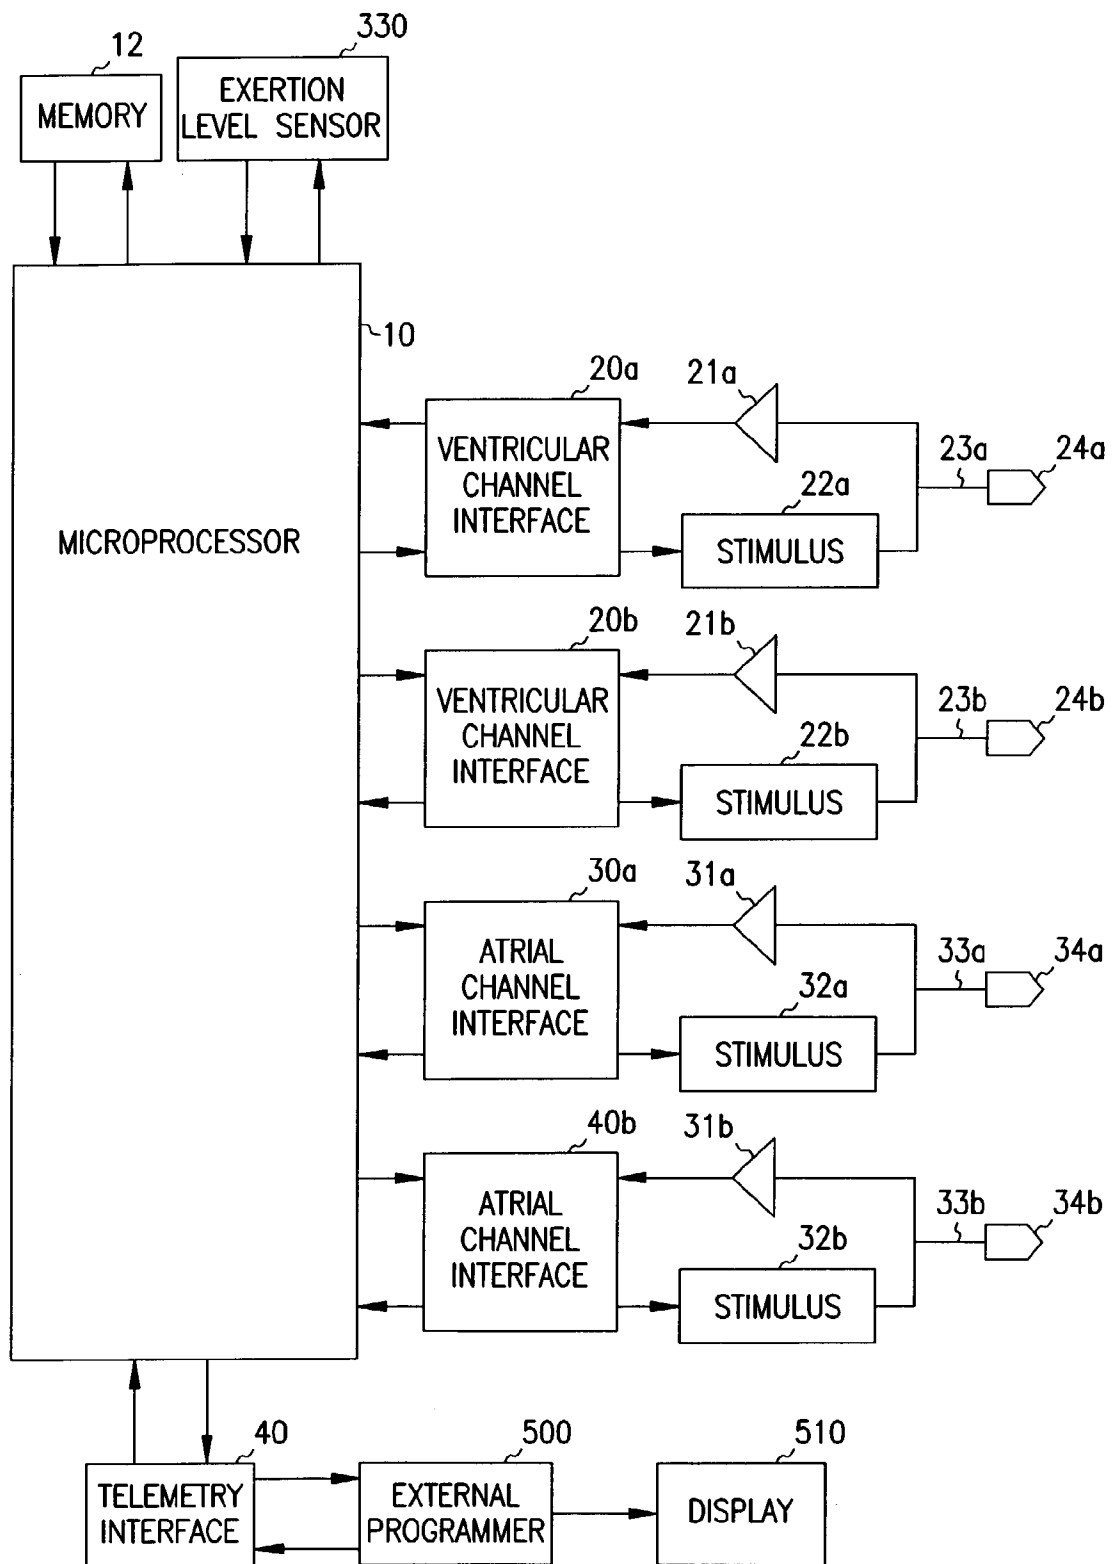 12
330
MEMORY
EXERTION
LEVEL SENSOR
10
MICROPROCESSOR
20a
VENTRICULAR
CHANNEL
INTERFACE
21a
22a
STIMULUS
23a
24a
20b
VENTRICULAR
CHANNEL
INTERFACE
21b
22b
STIMULUS
23b
24b
30a
ATRIAL
CHANNEL
INTERFACE
31a
32a
STIMULUS
33a
34a
40b
ATRIAL
CHANNEL
INTERFACE
31b
32b
STIMULUS
33b
34b
40
TELEMETRY
INTERFACE
500
EXTERNAL
PROGRAMMER
510
DISPLAY